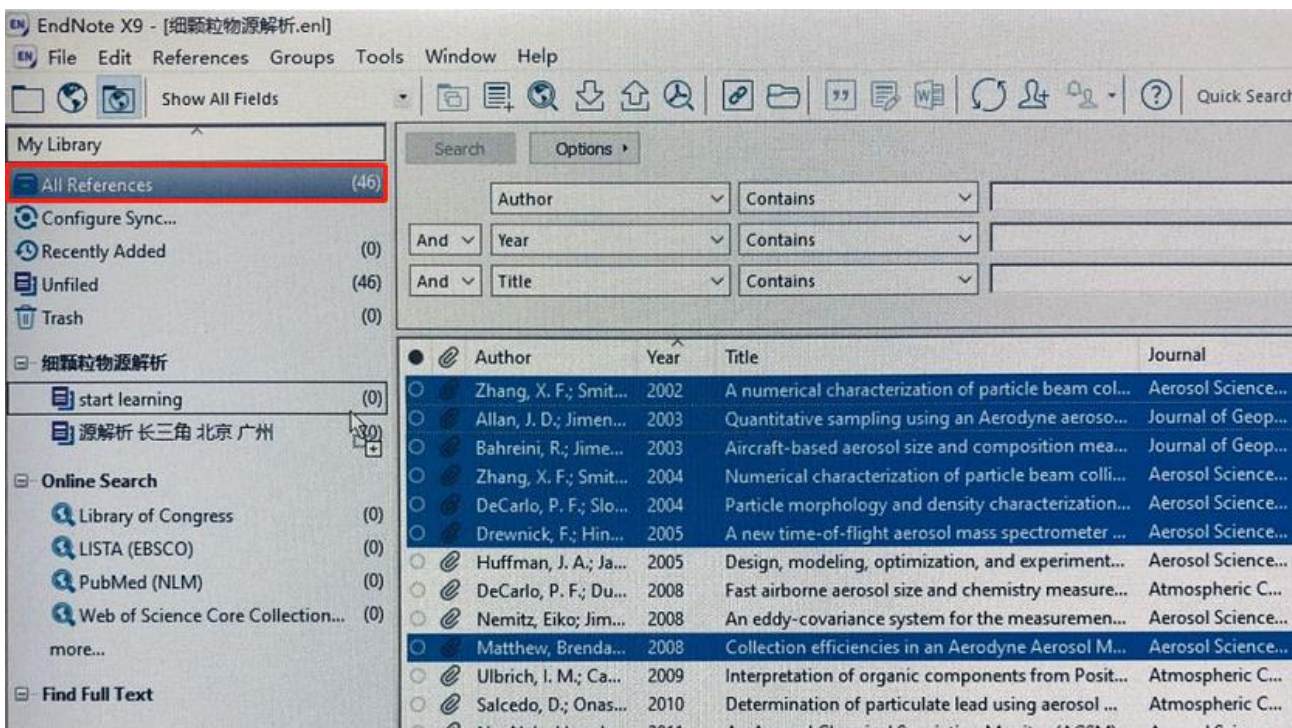 EndNote X9 - [细颗粒物源解析.enl]
File Edit References Groups Tools Window Help
Show All Fields
Quick Search
My Library
All References (46)
Configure Sync...
Recently Added (0)
Unfiled (46)
Trash (0)
细颗粒物源解析
start learning (0)
源解析 长三角 北京 广州
Online Search
Library of Congress (0)
LISTA (EBSCO) (0)
PubMed (NLM) (0)
Web of Science Core Collection... (0)
more...
Find Full Text
Search Options
Author Contains
And Year Contains
And Title Contains
Author Year Title Journal
Zhang, X. F.; Smit... 2002 A numerical characterization of particle beam col... Aerosol Science...
Allan, J. D.; Jimen... 2003 Quantitative sampling using an Aerodyne aeroso... Journal of Geop...
Bahreini, R.; Jime... 2003 Aircraft-based aerosol size and composition mea... Journal of Geop...
Zhang, X. F.; Smit... 2004 Numerical characterization of particle beam colli... Aerosol Science...
DeCarlo, P. F.; Slo... 2004 Particle morphology and density characterization... Aerosol Science...
Drewnick, F.; Hin... 2005 A new time-of-flight aerosol mass spectrometer ... Aerosol Science...
Huffman, J. A.; Ja... 2005 Design, modeling, optimization, and experiment... Aerosol Science...
DeCarlo, P. F.; Du... 2008 Fast airborne aerosol size and chemistry measure... Atmospheric C...
Nemitz, Eiko; Jim... 2008 An eddy-covariance system for the measuremen... Aerosol Science...
Matthew, Brenda... 2008 Collection efficiencies in an Aerodyne Aerosol M... Aerosol Science...
Ulbrich, I. M.; Ca... 2009 Interpretation of organic components from Posit... Atmospheric C...
Salcedo, D.; Onas... 2010 Determination of particulate lead using aerosol ... Atmospheric C...